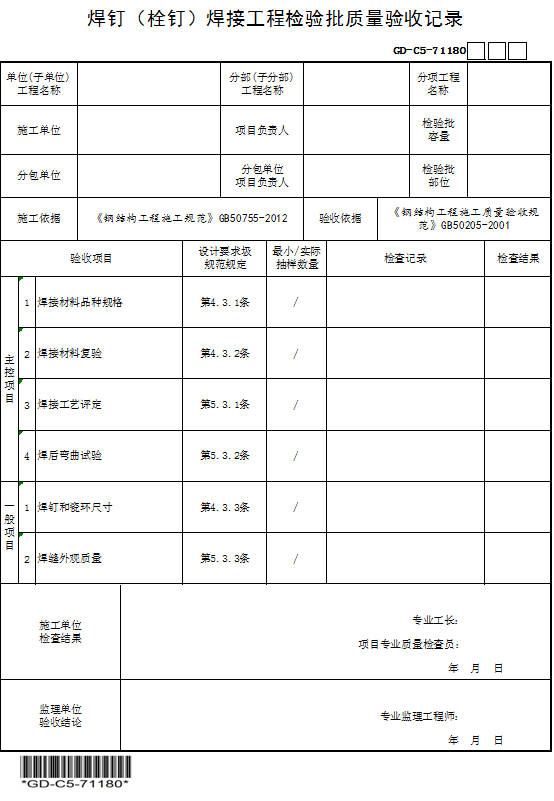 焊钉（栓钉）焊接工程检验批质量验收记录
GD-C5-71180
单位(子单位)
工程名称
分部(子分部)
工程名称
分项工程
名称
施工单位
项目负责人
检验批
容量
分包单位
分包单位
项目负责人
检验批
部位
施工依据
《钢结构工程施工规范》GB50755-2012
验收依据
《钢结构工程施工质量验收规
范》GB50205-2001
验收项目
设计要求圾
规范规定
最小/实际
抽样数量
检查记录
检查结果
主控项目
1 焊接材料品种规格 第4.3.1条 /
2 焊接材料复验 第4.3.2条 /
3 焊接工艺评定 第5.3.1条 /
4 焊后弯曲试验 第5.3.2条 /
一般项目
1 焊钉和瓷环尺寸 第4.3.3条 /
2 焊缝外观质量 第5.3.3条 /
施工单位
检查结果
专业工长:
项目专业质量检查员:
年 月 日
监理单位
验收结论
专业监理工程师:
年 月 日
*GD-C5-71180*